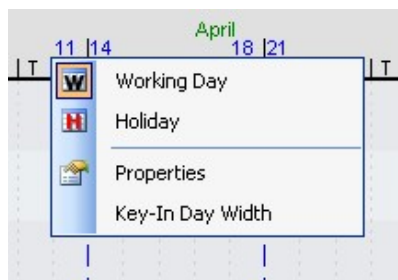 April
11 |14 18 |21
| T | T
W Working Day
H Holiday
Properties
Key-In Day Width